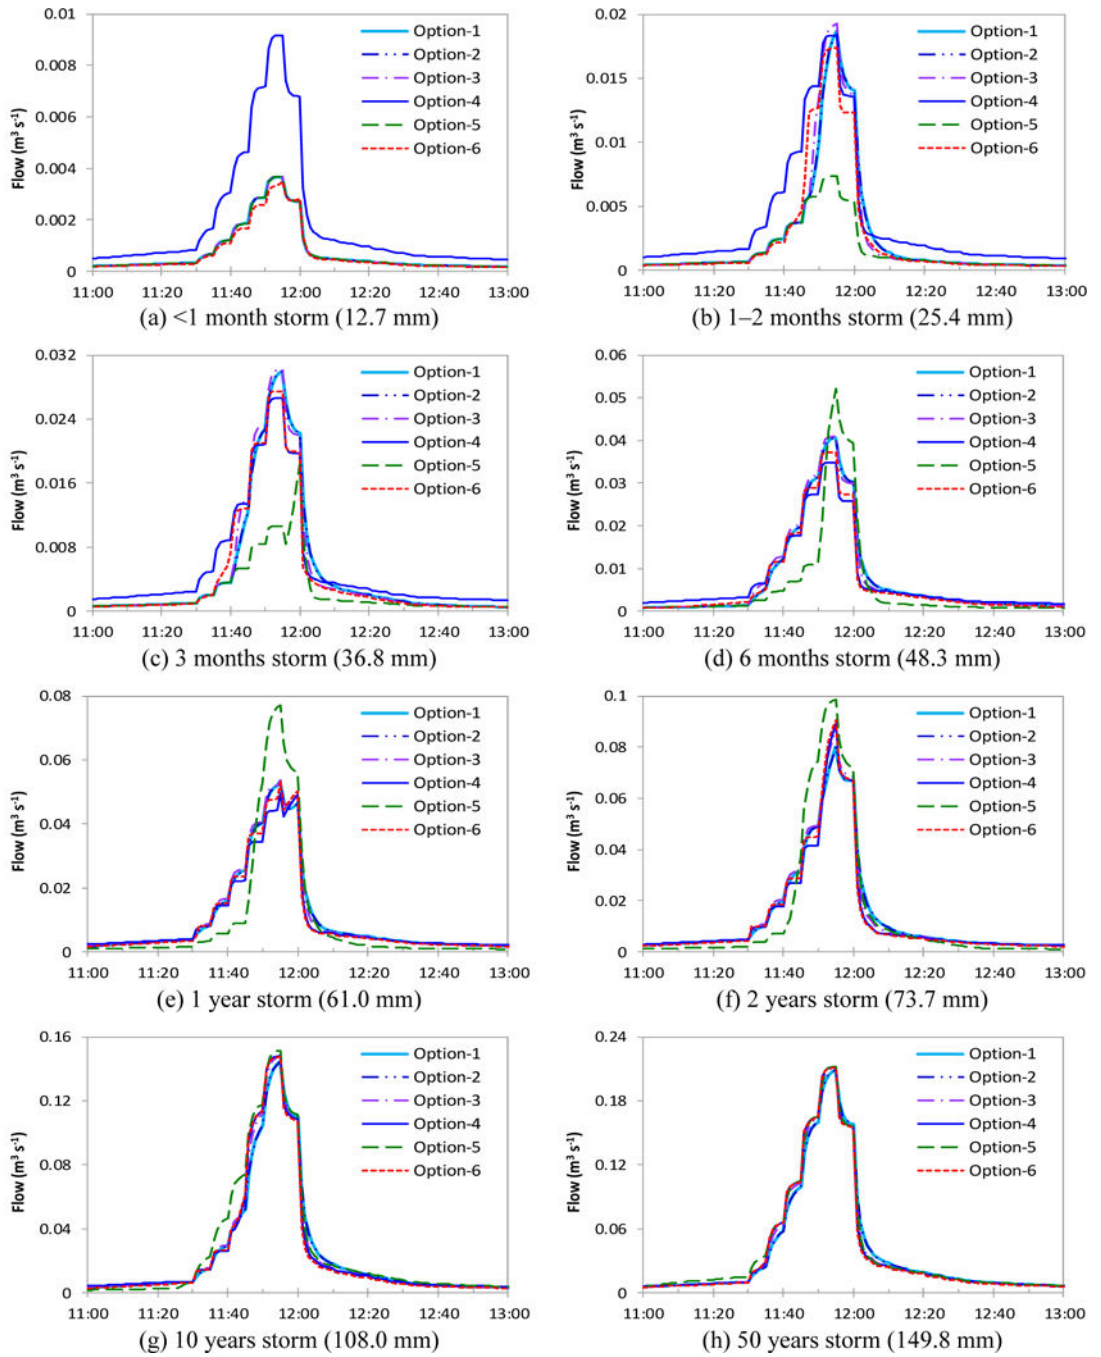 0.01
0.008
0.006
0.004
0.002
0
Flow (m³ s⁻¹)
Option-1
Option-2
Option-3
Option-4
Option-5
Option-6
11:00 11:20 11:40 12:00 12:20 12:40 13:00
(a) <1 month storm (12.7 mm)
0.02
0.015
0.01
0.005
0
Flow (m³ s⁻¹)
Option-1
Option-2
Option-3
Option-4
Option-5
Option-6
11:00 11:20 11:40 12:00 12:20 12:40 13:00
(b) 1–2 months storm (25.4 mm)
0.032
0.024
0.016
0.008
0
Flow (m³ s⁻¹)
Option-1
Option-2
Option-3
Option-4
Option-5
Option-6
11:00 11:20 11:40 12:00 12:20 12:40 13:00
(c) 3 months storm (36.8 mm)
0.06
0.05
0.04
0.03
0.02
0.01
0
Flow (m³ s⁻¹)
Option-1
Option-2
Option-3
Option-4
Option-5
Option-6
11:00 11:20 11:40 12:00 12:20 12:40 13:00
(d) 6 months storm (48.3 mm)
0.08
0.06
0.04
0.02
0
Flow (m³ s⁻¹)
Option-1
Option-2
Option-3
Option-4
Option-5
Option-6
11:00 11:20 11:40 12:00 12:20 12:40 13:00
(e) 1 year storm (61.0 mm)
0.1
0.08
0.06
0.04
0.02
0
Flow (m³ s⁻¹)
Option-1
Option-2
Option-3
Option-4
Option-5
Option-6
11:00 11:20 11:40 12:00 12:20 12:40 13:00
(f) 2 years storm (73.7 mm)
0.16
0.12
0.08
0.04
0
Flow (m³ s⁻¹)
Option-1
Option-2
Option-3
Option-4
Option-5
Option-6
11:00 11:20 11:40 12:00 12:20 12:40 13:00
(g) 10 years storm (108.0 mm)
0.24
0.18
0.12
0.06
0
Flow (m³ s⁻¹)
Option-1
Option-2
Option-3
Option-4
Option-5
Option-6
11:00 11:20 11:40 12:00 12:20 12:40 13:00
(h) 50 years storm (149.8 mm)